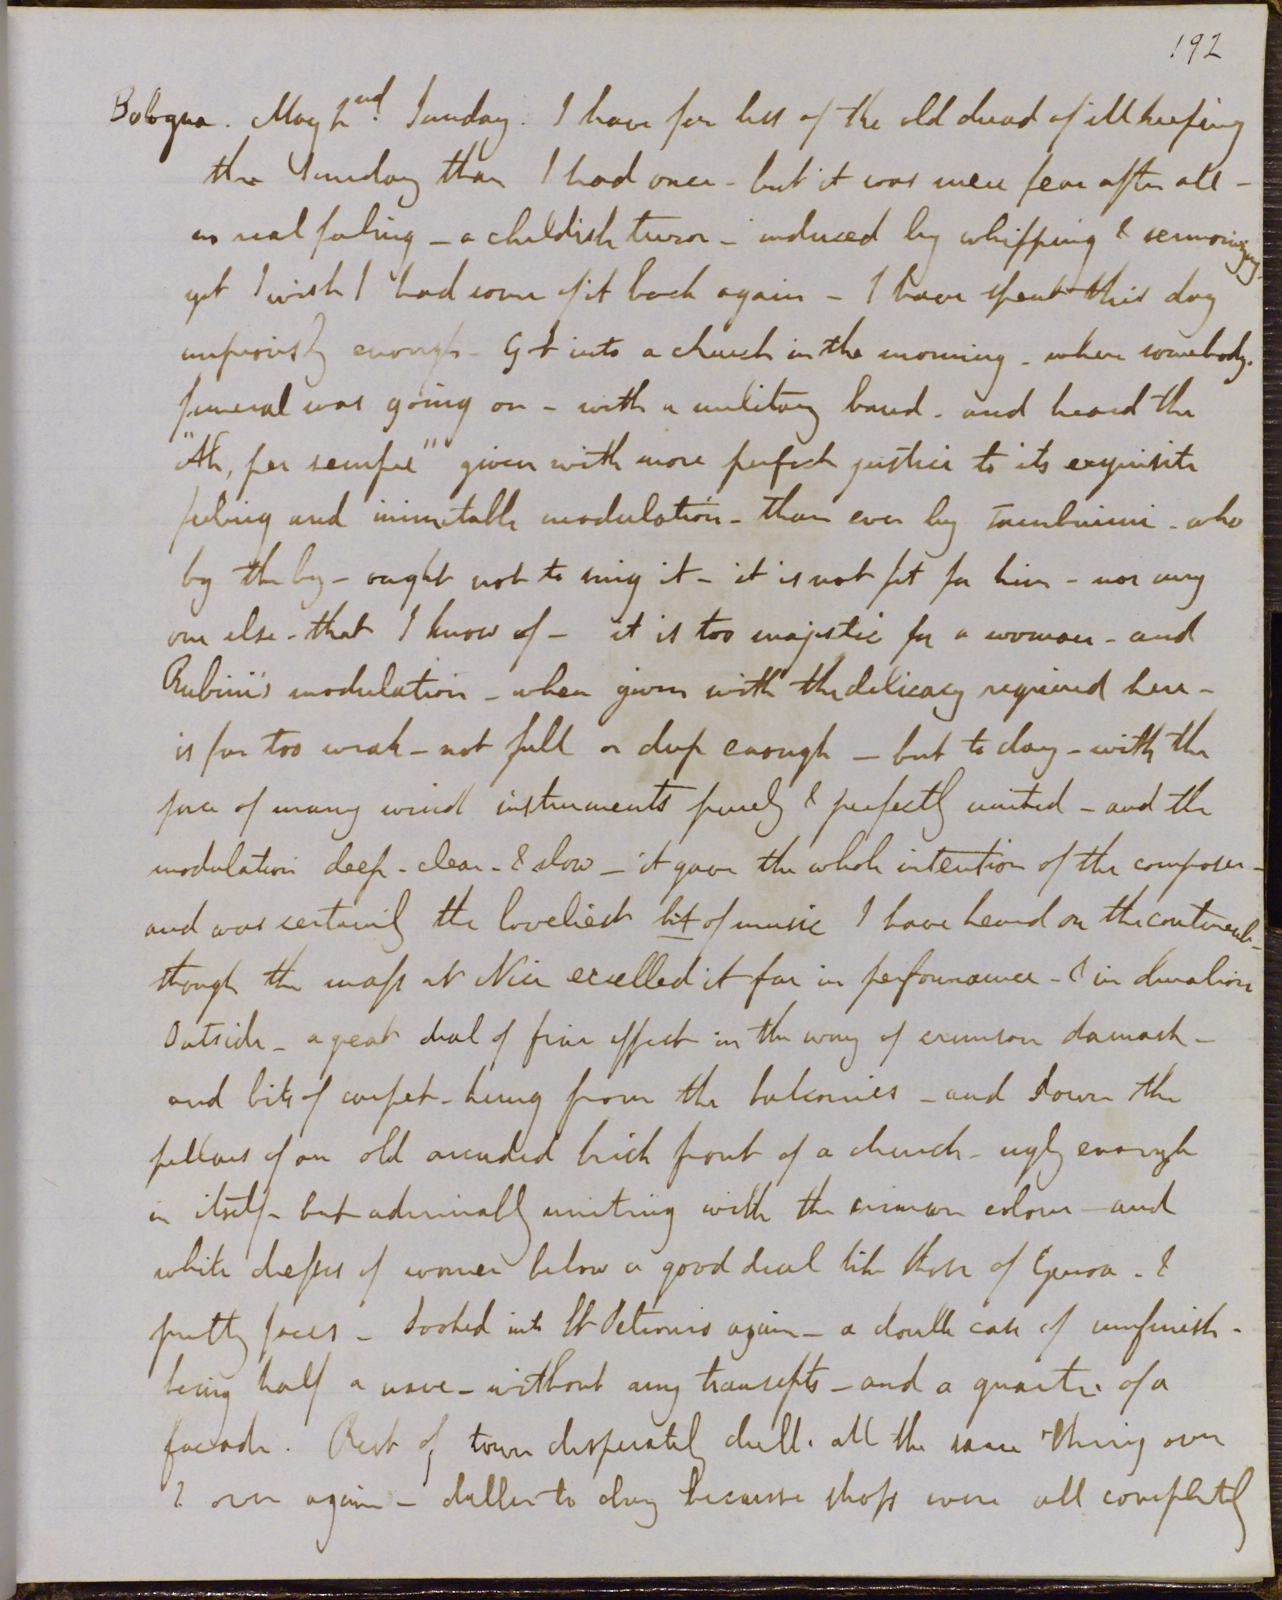 192
Bologna. May 2nd. Sunday. I have far less of the old dread of ill keeping
the Sunday than I had once - but it was mere fear after all -
no real feeling - a childish terror - induced by whipping & sermonizing -
yet I wish I had some of it back again - I have spent this day
impiously enough - Got into a church in the morning - where somebodys
funeral was going on - with a military band - and heard the
"Ah, per sempre" given with more perfect justice to its exquisite
feeling and inimitable modulation - than ever by Tamburini - who
by the by - ought not to sing it - it is not fit for him - nor any
one else - that I know of - it is too majestic for a woman - and
Rubini's modulation - when given with the delicacy required here -
is far too weak - not full or deep enough - but to day - with the
force of many wind instruments purely & perfectly united - and the
modulation deep - clear - & slow - it gave the whole intention of the composer -
and was certainly the loveliest bit of music I have heard on the continent -
though the mass at Nice excelled it far in performance - & in duration
Outside - a great deal of fine effect in the way of crimson damask -
and bits of carpet - hung from the balconies - and down the
pillars of an old arcaded brick front of a church - ugly enough
in itself - but admirably uniting with the crimson colour - and
white dresses of women below a good deal like those of Genoa - &
pretty faces - Looked into St Petronio again - a double case of unfinish -
being half a nave - without any transepts - and a quarter of a
facade. Rest of town desperately dull. all the same thing over
& over again - duller to day because shops were all completely